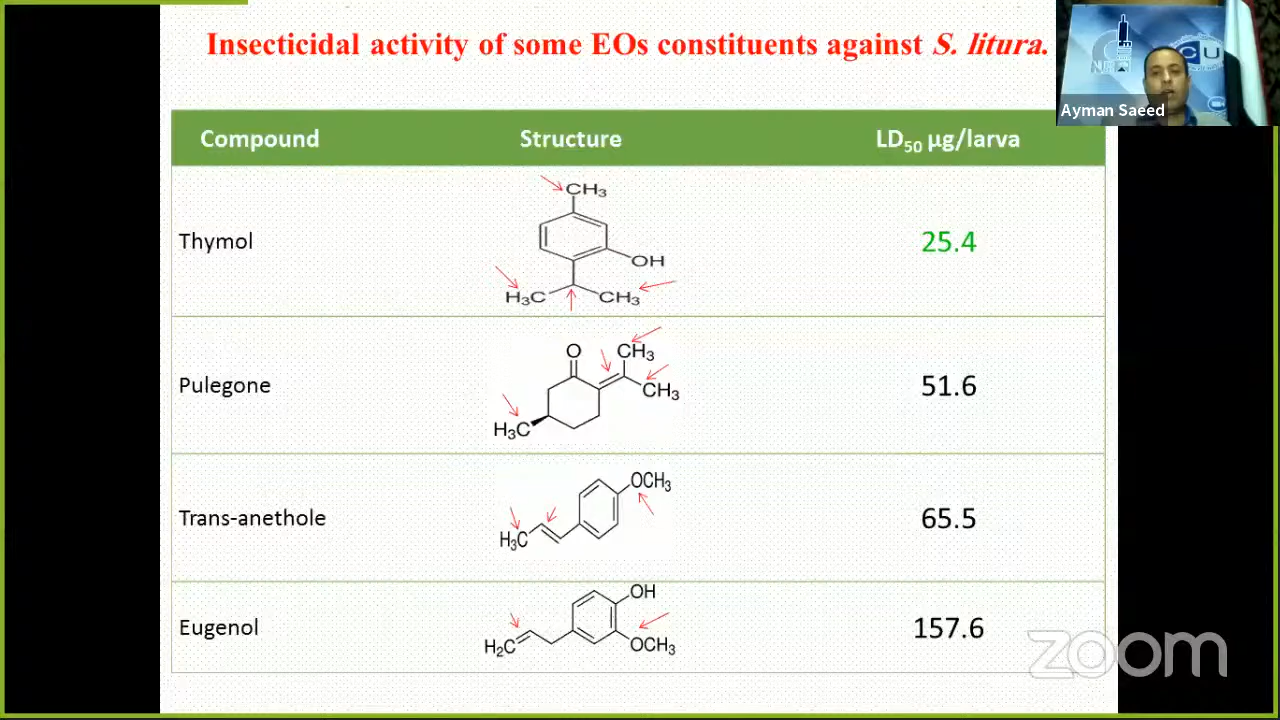 Insecticidal activity of some EOs constituents against S. litura.
Ayman Saeed
CU
Compound Structure LD50 µg/larva
Thymol
CH3
OH
H3C CH3
25.4
Pulegone
O
CH3
CH3
H3C
51.6
Trans-anethole
OCH3
H3C
65.5
Eugenol
OH
H2C
OCH3
157.6
zoom